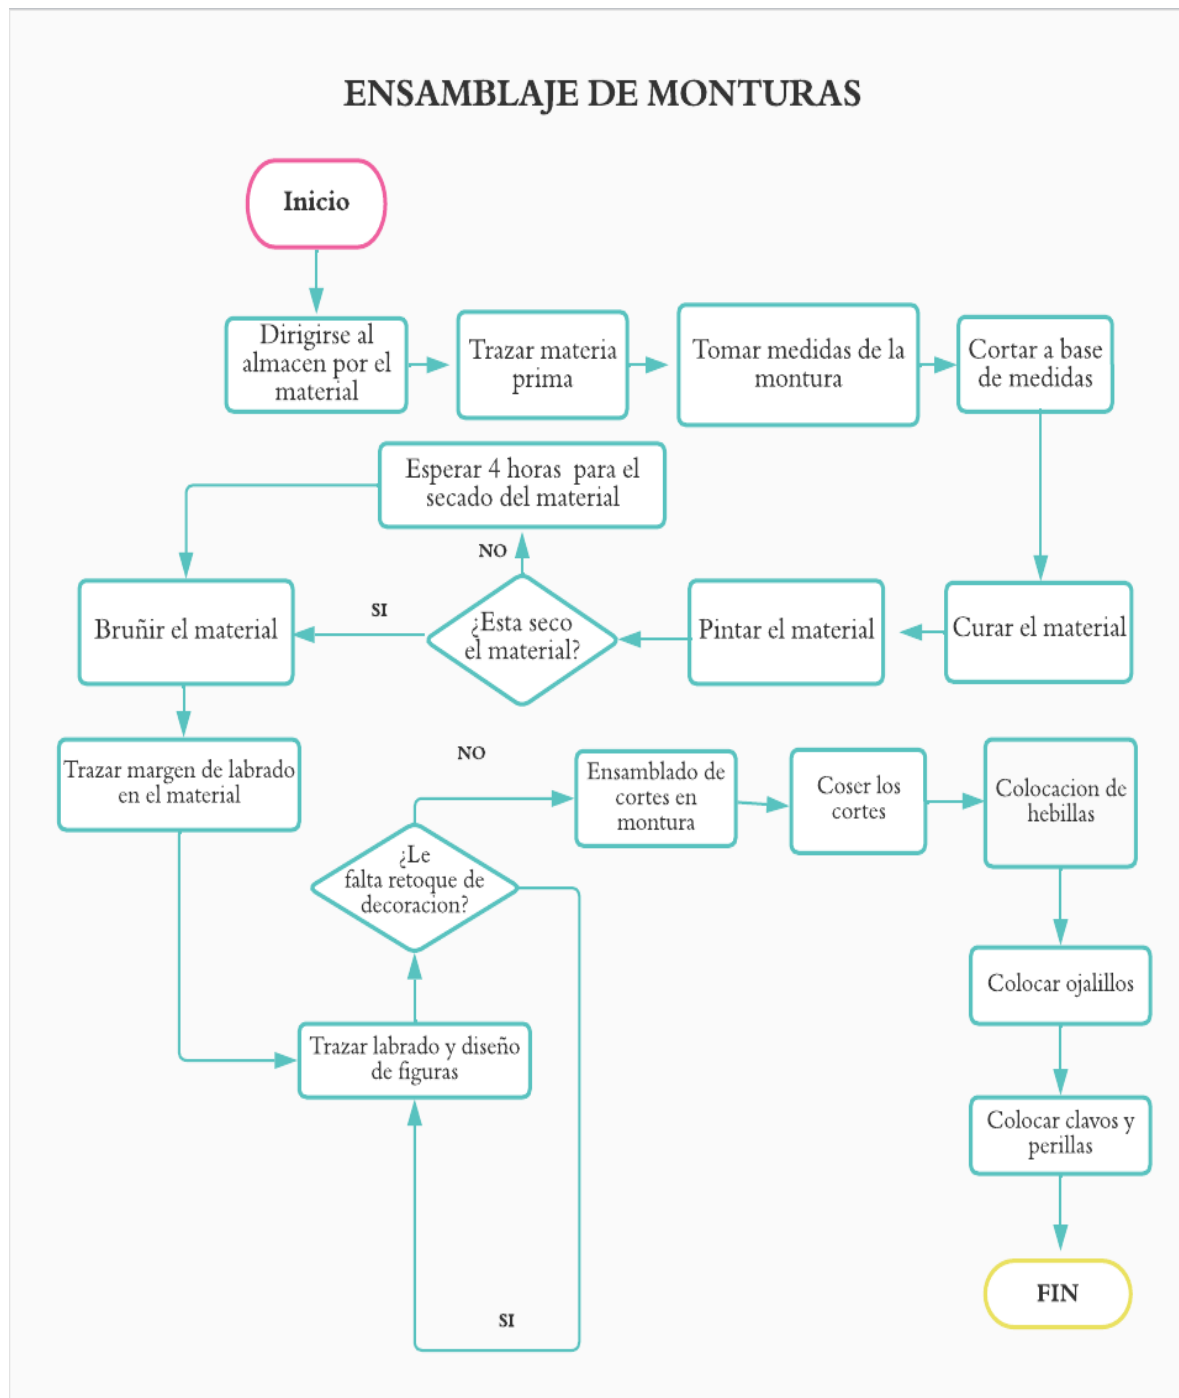 ENSAMBLAJE DE MONTURAS
Inicio
Dirigirse al
almacen por el
material
Trazar materia
prima
Tomar medidas de la
montura
Cortar a base
de medidas
Curar el material
Pintar el material
¿Esta seco
el material?
NO
Esperar 4 horas para el
secado del material
SI
Bruñir el material
Trazar margen de labrado
en el material
Trazar labrado y diseño
de figuras
¿Le
falta retoque de
decoracion?
SI
NO
Ensamblado de
cortes en
montura
Coser los
cortes
Colocacion de
hebillas
Colocar ojalillos
Colocar clavos y
perillas
FIN